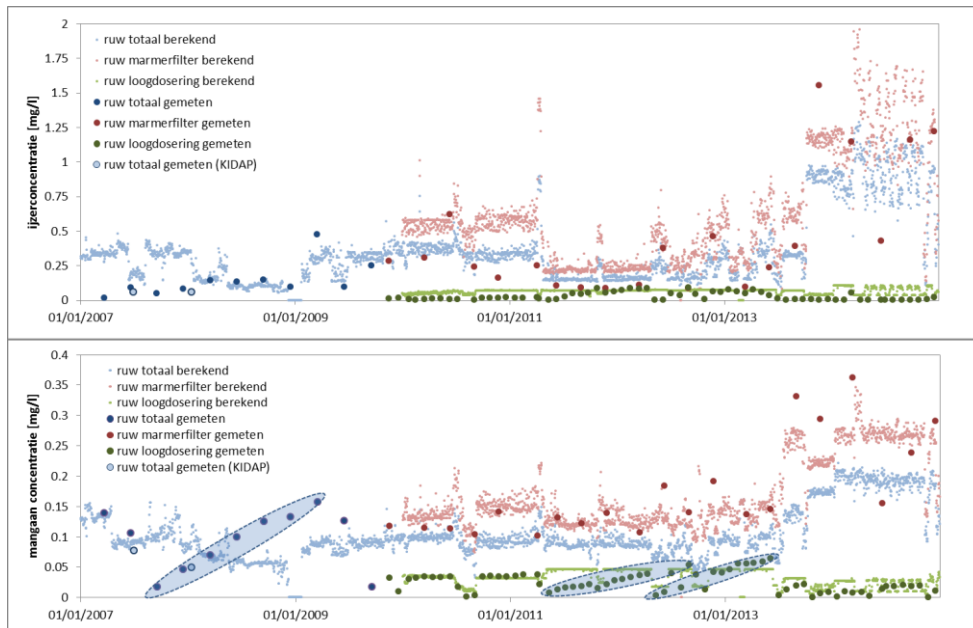 ijzerconcentratie [mg/l]
2
1.75
1.5
1.25
1
0.75
0.5
0.25
0
ruw totaal berekend
ruw marmerfilter berekend
ruw loogdosering berekend
ruw totaal gemeten
ruw marmerfilter gemeten
ruw loogdosering gemeten
ruw totaal gemeten (KIDAP)
01/01/2007 01/01/2009 01/01/2011 01/01/2013
mangaan concentratie [mg/l]
0.4
0.35
0.3
0.25
0.2
0.15
0.1
0.05
0
ruw totaal berekend
ruw marmerfilter berekend
ruw loogdosering berekend
ruw totaal gemeten
ruw marmerfilter gemeten
ruw loogdosering gemeten
ruw totaal gemeten (KIDAP)
01/01/2007 01/01/2009 01/01/2011 01/01/2013